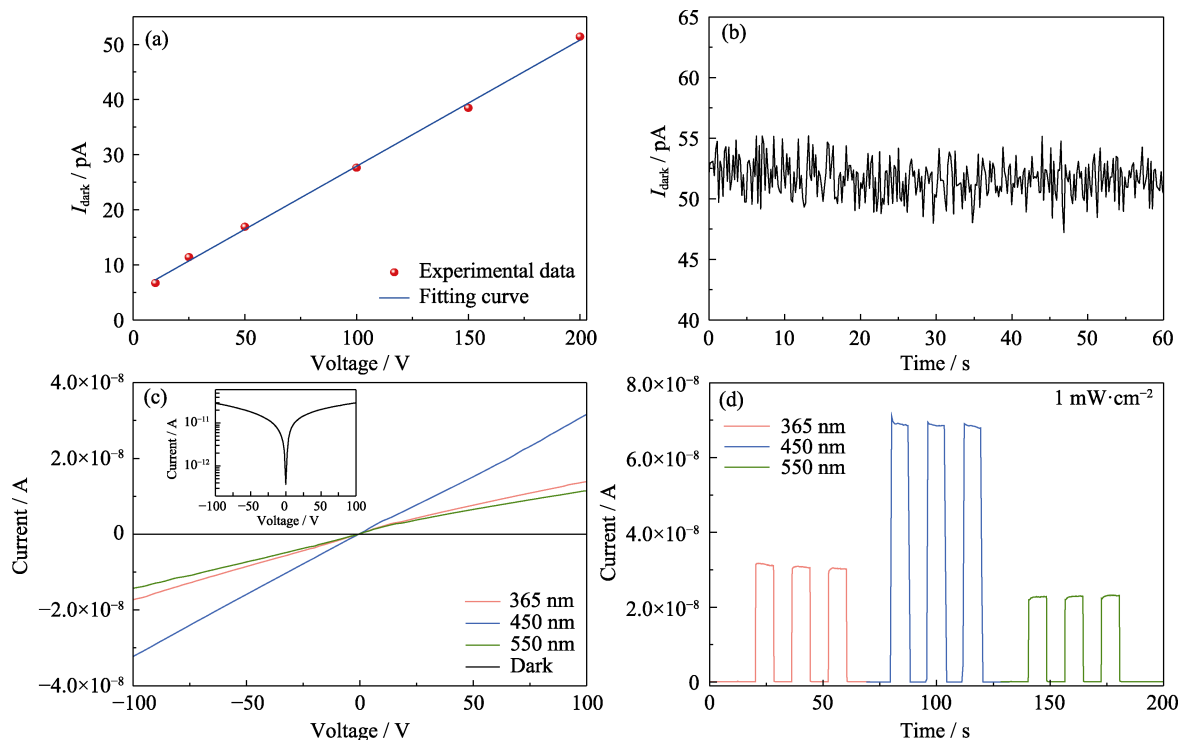 (a)
50
40
30
20
10
0
I_dark / pA
Experimental data
Fitting curve
0 50 100 150 200
Voltage / V
(b)
65
60
55
50
45
40
I_dark / pA
0 10 20 30 40 50 60
Time / s
(c)
4.0×10⁻⁸
2.0×10⁻⁸
0
−2.0×10⁻⁸
−4.0×10⁻⁸
Current / A
10⁻¹¹
10⁻¹²
Current / A
−100 −50 0 50 100
Voltage / V
365 nm
450 nm
550 nm
Dark
−100 −50 0 50 100
Voltage / V
(d)
1 mW·cm⁻²
8.0×10⁻⁸
6.0×10⁻⁸
4.0×10⁻⁸
2.0×10⁻⁸
0
Current / A
365 nm
450 nm
550 nm
0 50 100 150 200
Time / s